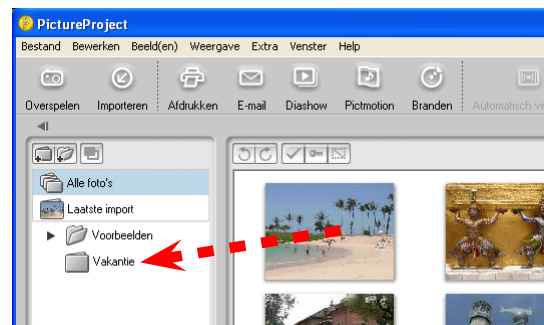 PictureProject
Bestand Bewerken Beeld(en) Weergave Extra Venster Help
Overspelen Importeren Afdrukken E-mail Diashow Pictmotion Branden Automatisch
Alle foto's
Laatste import
Voorbeelden
Vakantie